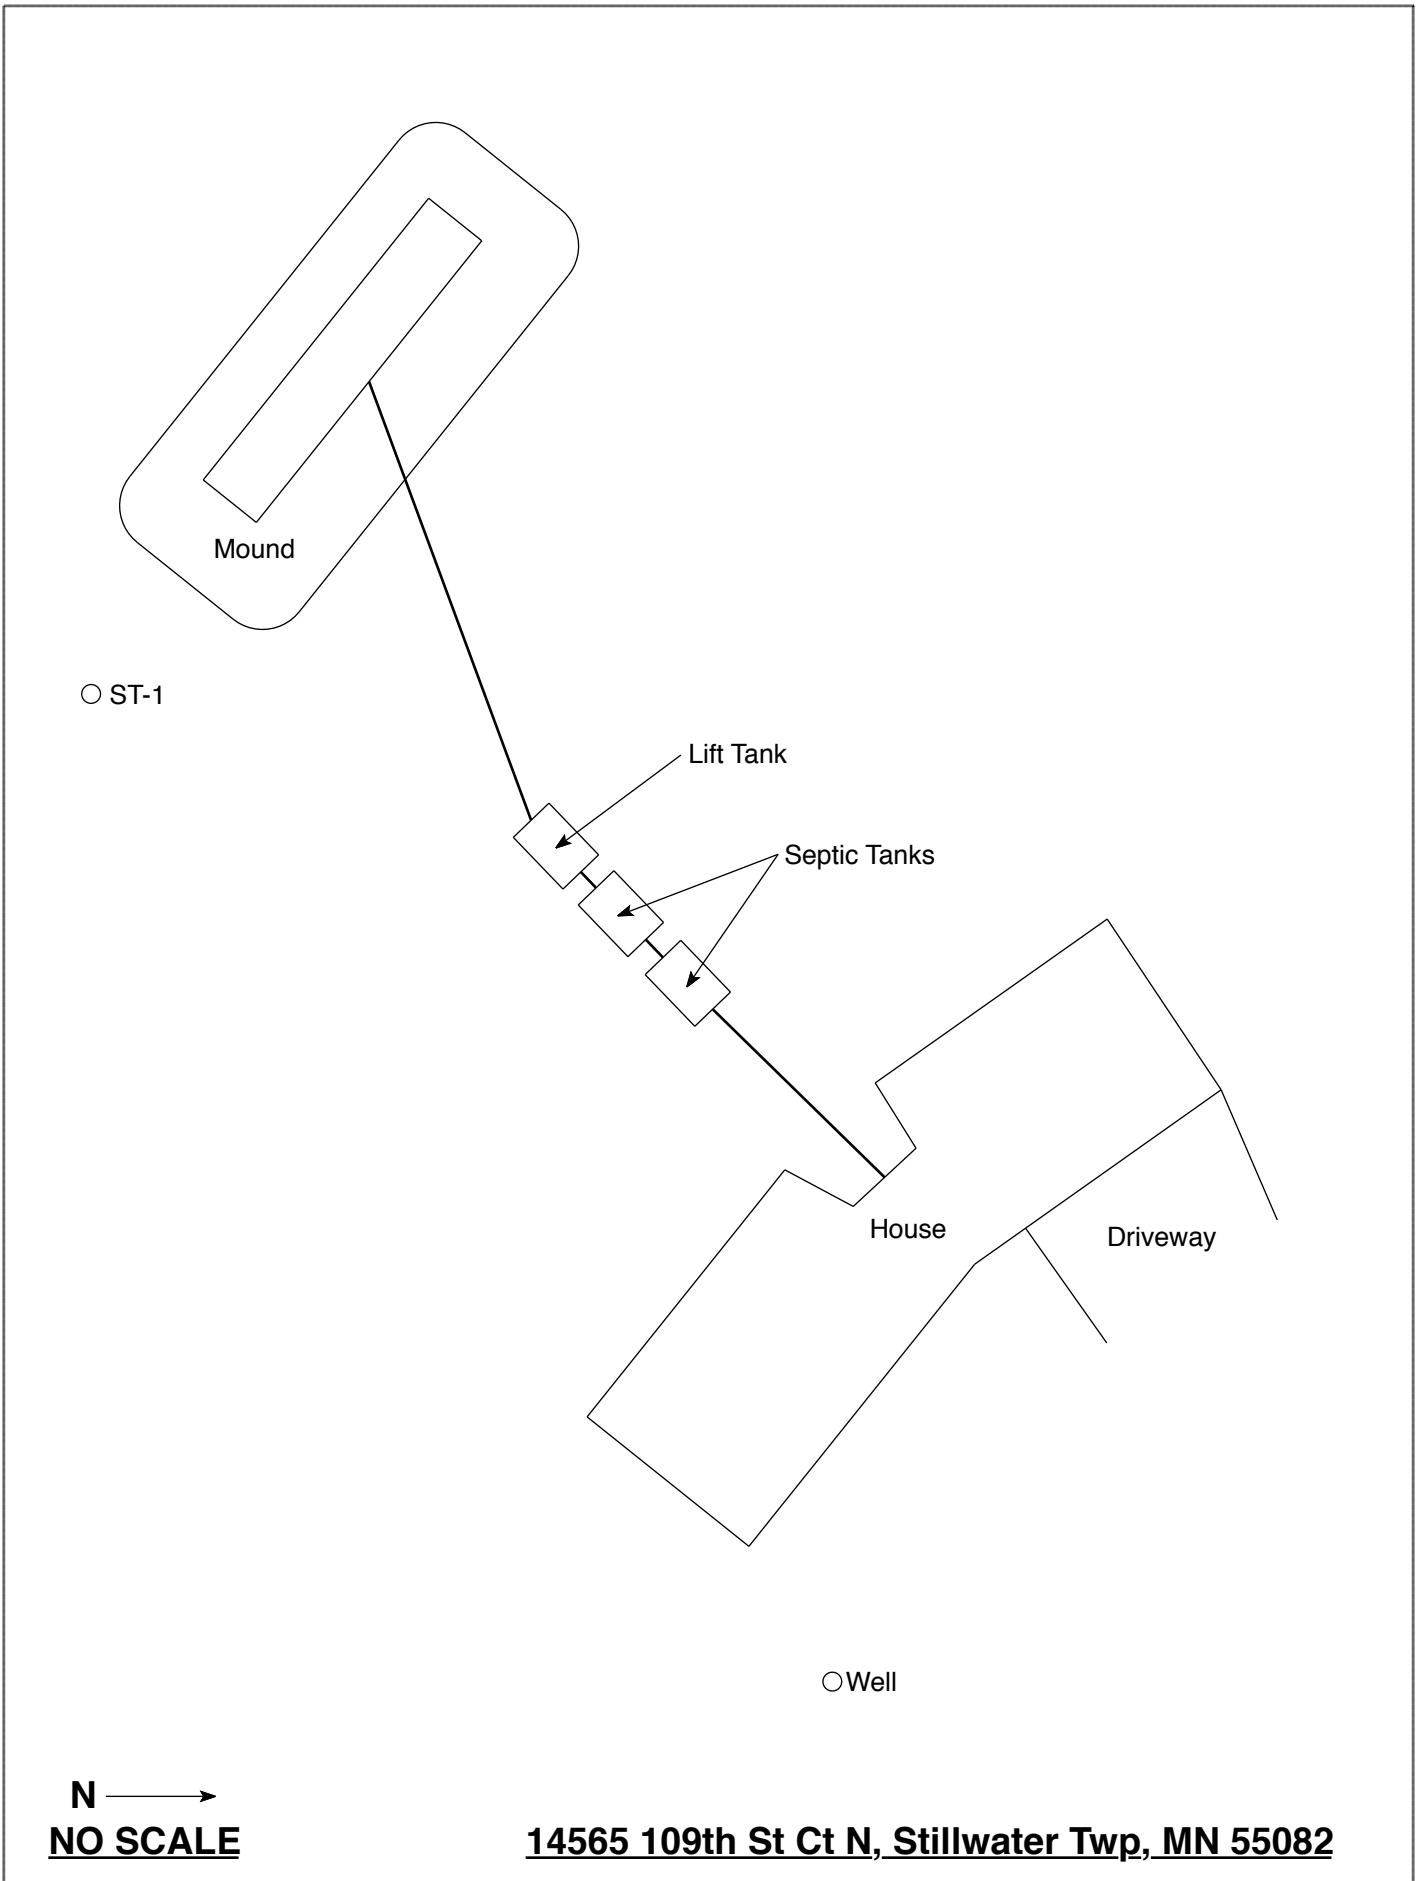 Mound
ST-1
Lift Tank
Septic Tanks
House
Driveway
Well
N
NO SCALE
14565 109th St Ct N, Stillwater Twp, MN 55082